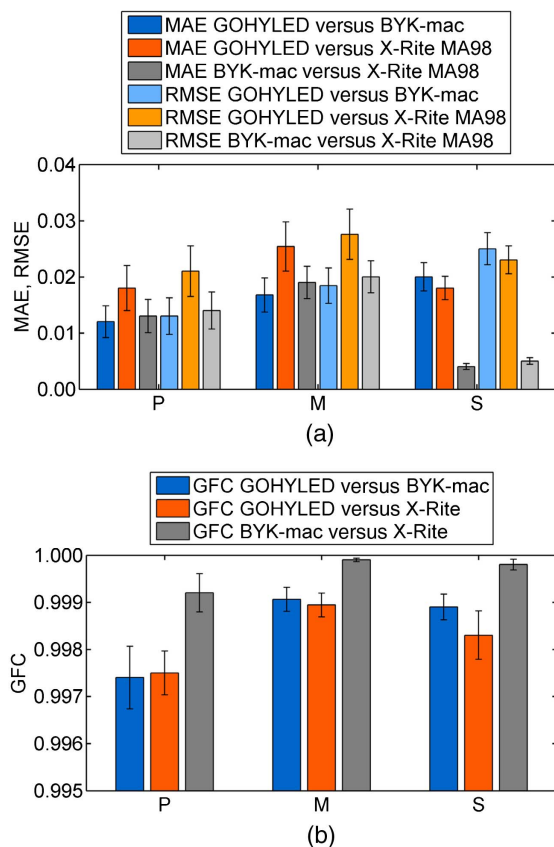 MAE GOHYLED versus BYK-mac
MAE GOHYLED versus X-Rite MA98
MAE BYK-mac versus X-Rite MA98
RMSE GOHYLED versus BYK-mac
RMSE GOHYLED versus X-Rite MA98
RMSE BYK-mac versus X-Rite MA98
0.04
0.03
0.02
0.01
0.00
MAE, RMSE
P M S
(a)
GFC GOHYLED versus BYK-mac
GFC GOHYLED versus X-Rite
GFC BYK-mac versus X-Rite
1.000
0.999
0.998
0.997
0.996
0.995
GFC
P M S
(b)